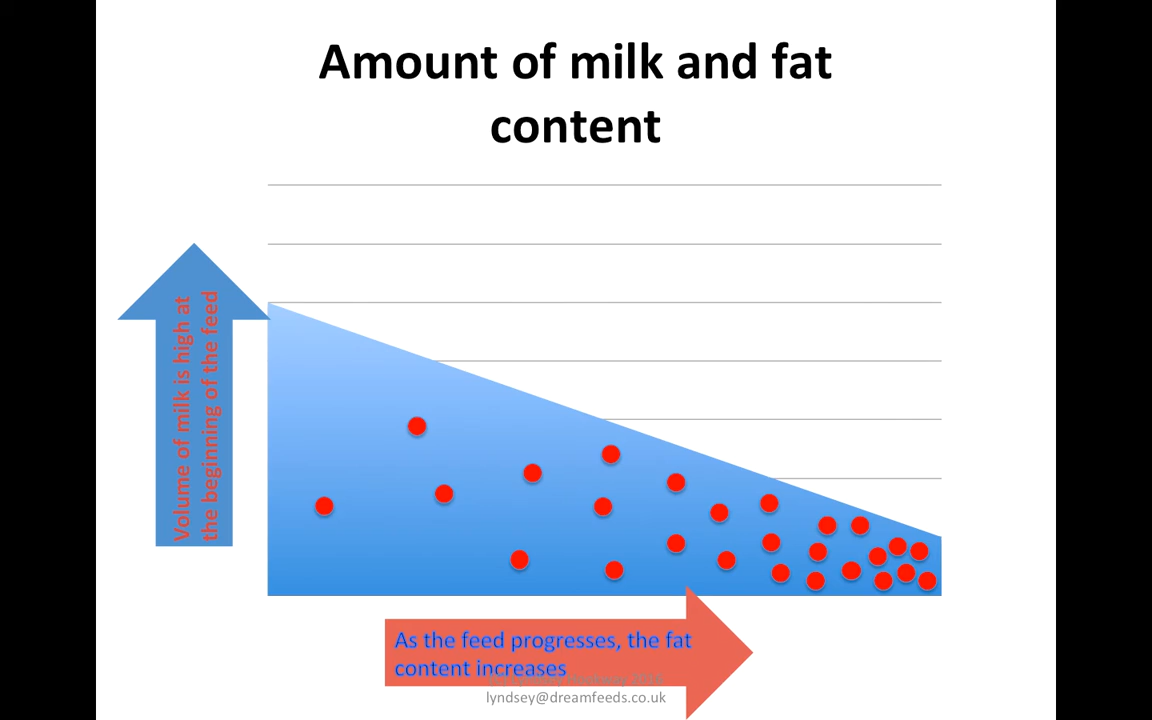 Amount of milk and fat
content
Volume of milk is high at
the beginning of the feed
As the feed progresses, the fat
content increases
lyndsey@dreamfeeds.co.uk